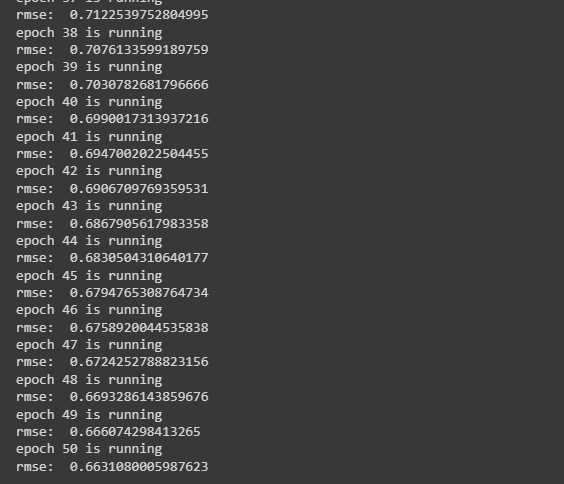 epoch 37 is running
rmse:  0.7122539752804995
epoch 38 is running
rmse:  0.7076133599189759
epoch 39 is running
rmse:  0.7030782681796666
epoch 40 is running
rmse:  0.6990017313937216
epoch 41 is running
rmse:  0.6947002022504455
epoch 42 is running
rmse:  0.6906709769359531
epoch 43 is running
rmse:  0.6867905617983358
epoch 44 is running
rmse:  0.6830504310640177
epoch 45 is running
rmse:  0.6794765308764734
epoch 46 is running
rmse:  0.6758920044535838
epoch 47 is running
rmse:  0.6724252788823156
epoch 48 is running
rmse:  0.6693286143859676
epoch 49 is running
rmse:  0.666074298413265
epoch 50 is running
rmse:  0.6631080005987623